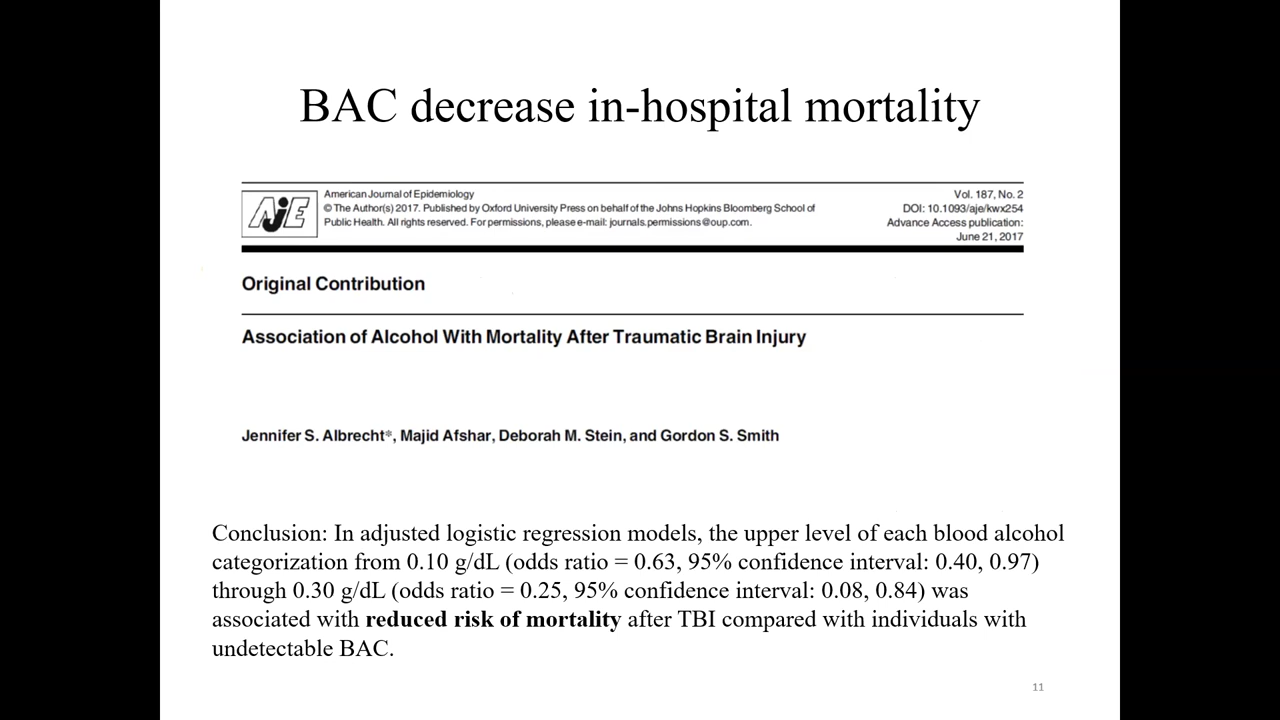 BAC decrease in-hospital mortality
AJE
American Journal of Epidemiology
© The Author(s) 2017. Published by Oxford University Press on behalf of the Johns Hopkins Bloomberg School of
Public Health. All rights reserved. For permissions, please e-mail: journals.permissions@oup.com.
Vol. 187, No. 2
DOI: 10.1093/aje/kwx254
Advance Access publication:
June 21, 2017
Original Contribution
Association of Alcohol With Mortality After Traumatic Brain Injury
Jennifer S. Albrecht*, Majid Afshar, Deborah M. Stein, and Gordon S. Smith
Conclusion: In adjusted logistic regression models, the upper level of each blood alcohol
categorization from 0.10 g/dL (odds ratio = 0.63, 95% confidence interval: 0.40, 0.97)
through 0.30 g/dL (odds ratio = 0.25, 95% confidence interval: 0.08, 0.84) was
associated with reduced risk of mortality after TBI compared with individuals with
undetectable BAC.
11